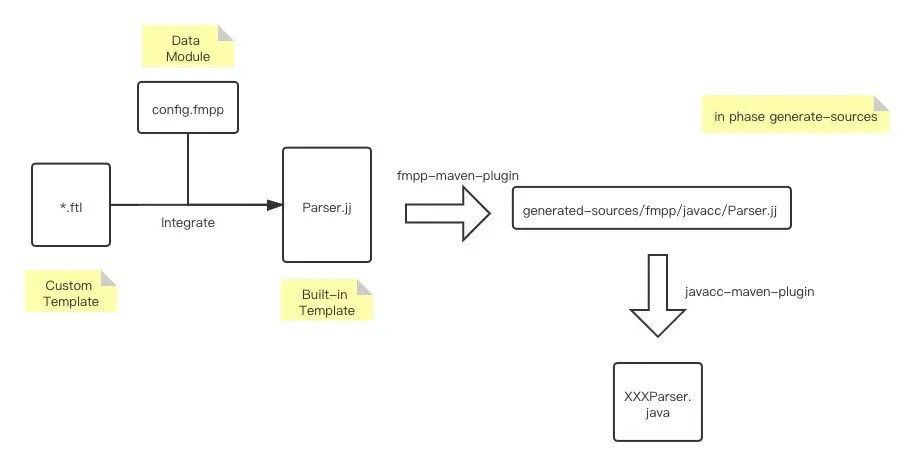 Data
Module
config.fmpp
in phase generate-sources
*.ftl
Integrate
Parser.jj
fmpp-maven-plugin
generated-sources/fmpp/javacc/Parser.jj
Custom
Template
Built-in
Template
javacc-maven-plugin
XXXParser.
java